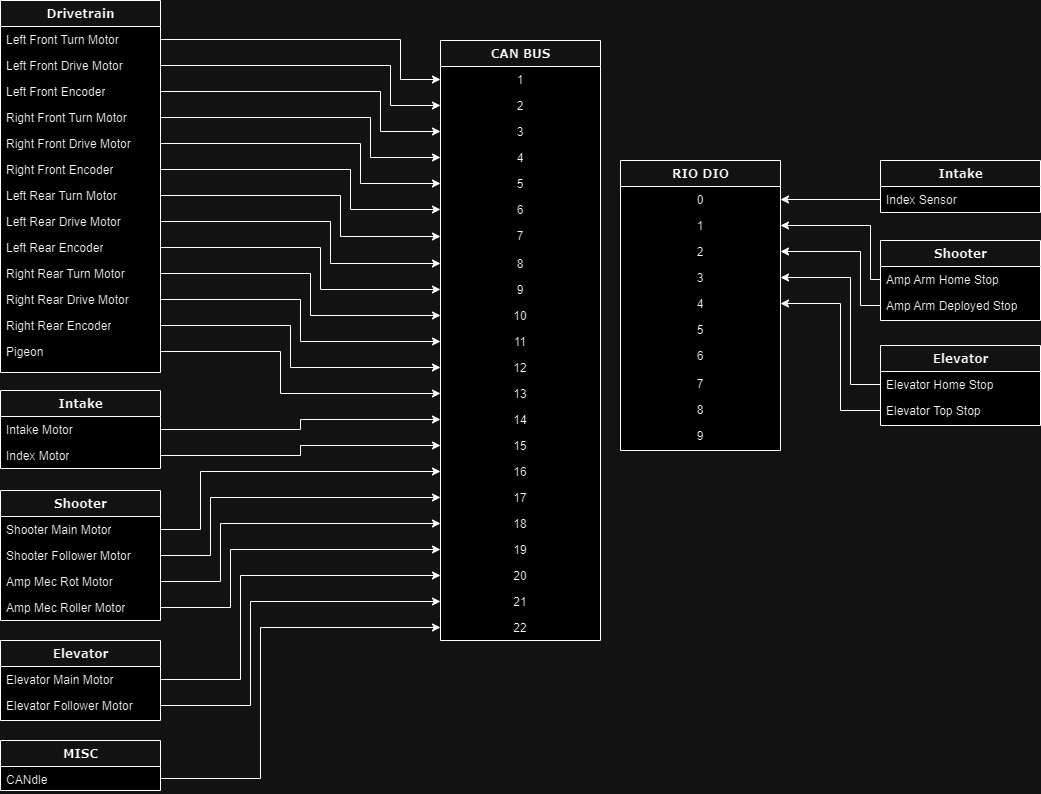 Drivetrain
Left Front Turn Motor
Left Front Drive Motor
Left Front Encoder
Right Front Turn Motor
Right Front Drive Motor
Right Front Encoder
Left Rear Turn Motor
Left Rear Drive Motor
Left Rear Encoder
Right Rear Turn Motor
Right Rear Drive Motor
Right Rear Encoder
Pigeon
Intake
Intake Motor
Index Motor
Shooter
Shooter Main Motor
Shooter Follower Motor
Amp Mec Rot Motor
Amp Mec Roller Motor
Elevator
Elevator Main Motor
Elevator Follower Motor
MISC
CANdle
CAN BUS
1
2
3
4
5
6
7
8
9
10
11
12
13
14
15
16
17
18
19
20
21
22
RIO DIO
0
1
2
3
4
5
6
7
8
9
Intake
Index Sensor
Shooter
Amp Arm Home Stop
Amp Arm Deployed Stop
Elevator
Elevator Home Stop
Elevator Top Stop